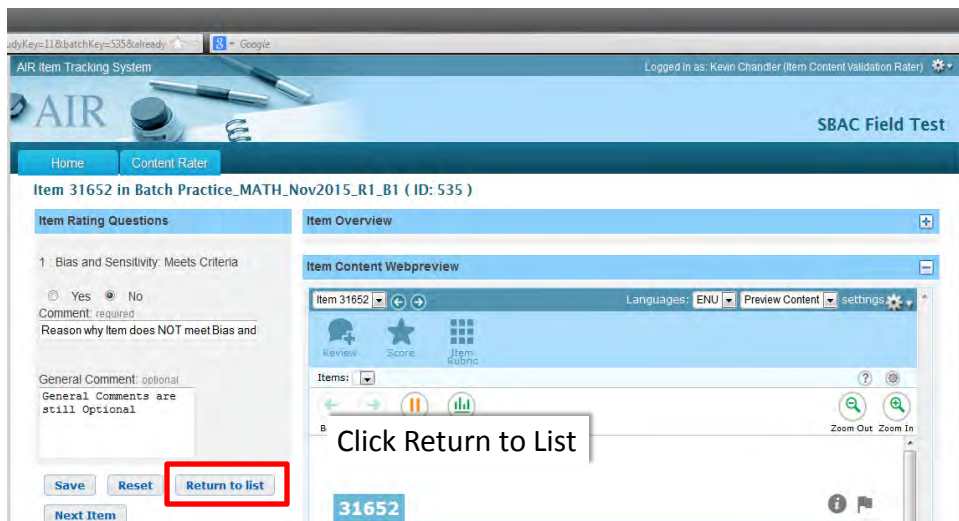 udyKey=11&batchKey=535&already
Google
AIR Item Tracking System
Logged in as: Kevin Chandler (Item Content Validation Rater)
AIR
SBAC Field Test
Home Content Rater
Item 31652 in Batch Practice_MATH_Nov2015_R1_B1 ( ID: 535 )
Item Rating Questions
1 : Bias and Sensitivity: Meets Criteria
Yes No
Comment: required
Reason why Item does NOT meet Bias and
General Comment: optional
General Comments are
still Optional
Save Reset Return to list
Next Item
Item Overview
Item Content Webpreview
Item 31652 Languages: ENU Preview Content settings
Review Score Item
Rubric
Items:
Zoom Out Zoom In
Click Return to List
31652